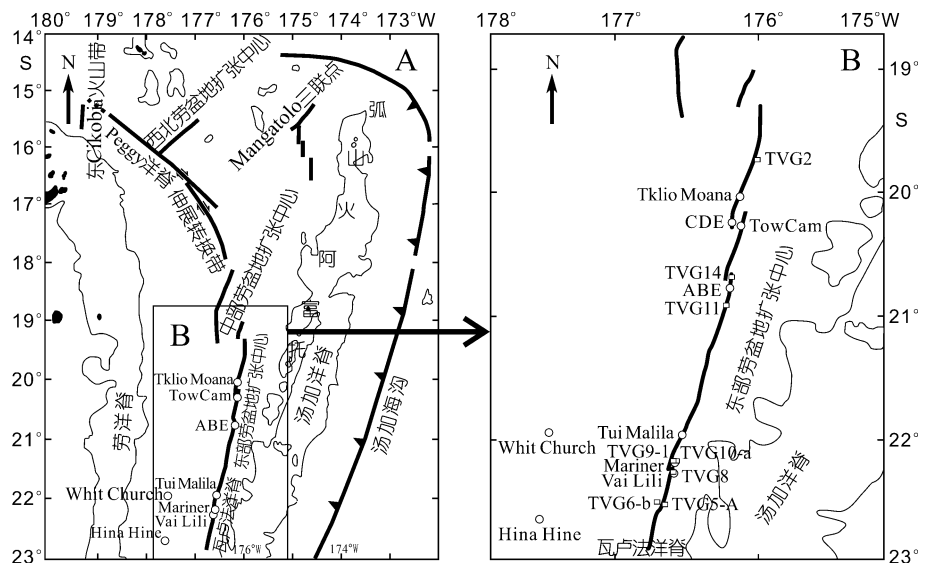 180° 179° 178° 177° 176° 174° 173°W
14°
S
15°
16°
17°
18°
19°
20°
21°
22°
23°
N
A
东Cikobia火山带
西北劳盆地扩张中心
Mangatolo三联点
Peggy洋脊 伸展转换带
弧
山
火
阿
富
托
中部劳盆地扩张中心
B
Tklio Moana
TowCam
ABE
东部劳盆地扩张中心
汤加洋脊
汤加海沟
劳洋脊
Tui Malila
Whit Church
Mariner
Vai Lili
Hina Hine
瓦卢法洋脊
176°W
174°W
178° 177° 176° 175°W
N
B
19°
S
20°
21°
22°
23°
TVG2
Tklio Moana
CDE
TowCam
TVG14
ABE
TVG11
东部劳盆地扩张中心
Tui Malila
Whit Church
TVG9-1
TVG10-a
Mariner
Vai Lili
TVG8
TVG6-b
TVG5-A
汤加洋脊
Hina Hine
瓦卢法洋脊